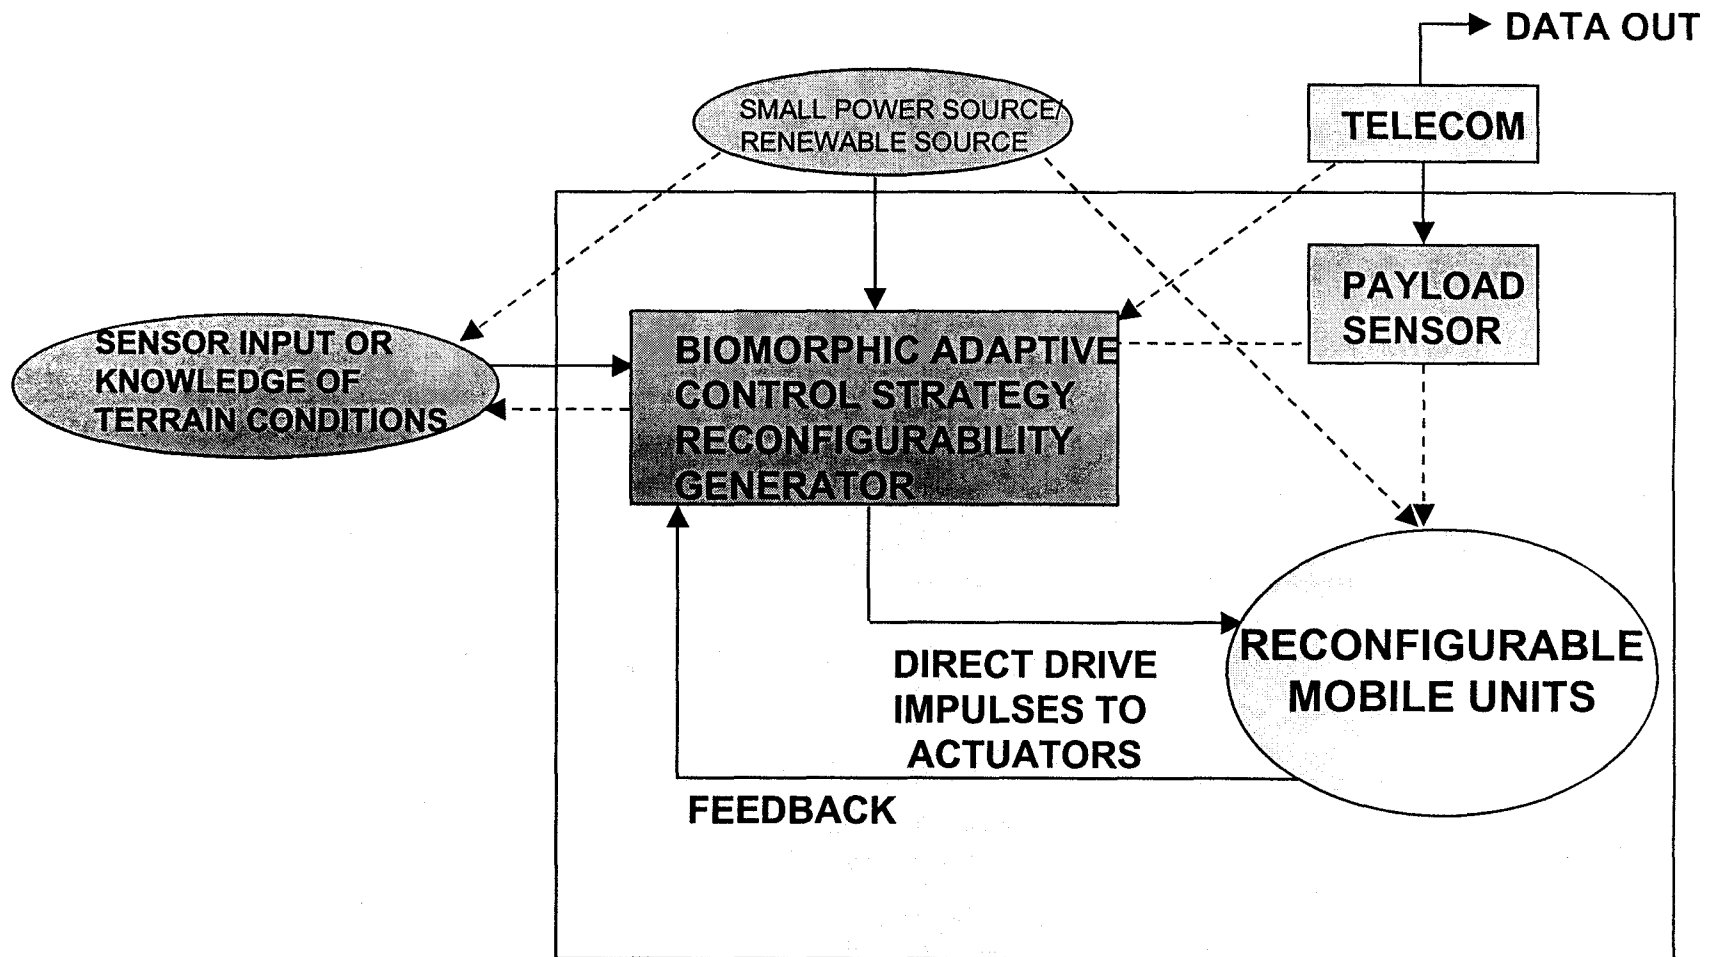 DATA OUT
SMALL POWER SOURCE/
RENEWABLE SOURCE
TELECOM
PAYLOAD
SENSOR
SENSOR INPUT OR
KNOWLEDGE OF
TERRAIN CONDITIONS
BIOMORPHIC ADAPTIVE
CONTROL STRATEGY
RECONFIGURABILITY
GENERATOR
RECONFIGURABLE
MOBILE UNITS
DIRECT DRIVE
IMPULSES TO
ACTUATORS
FEEDBACK